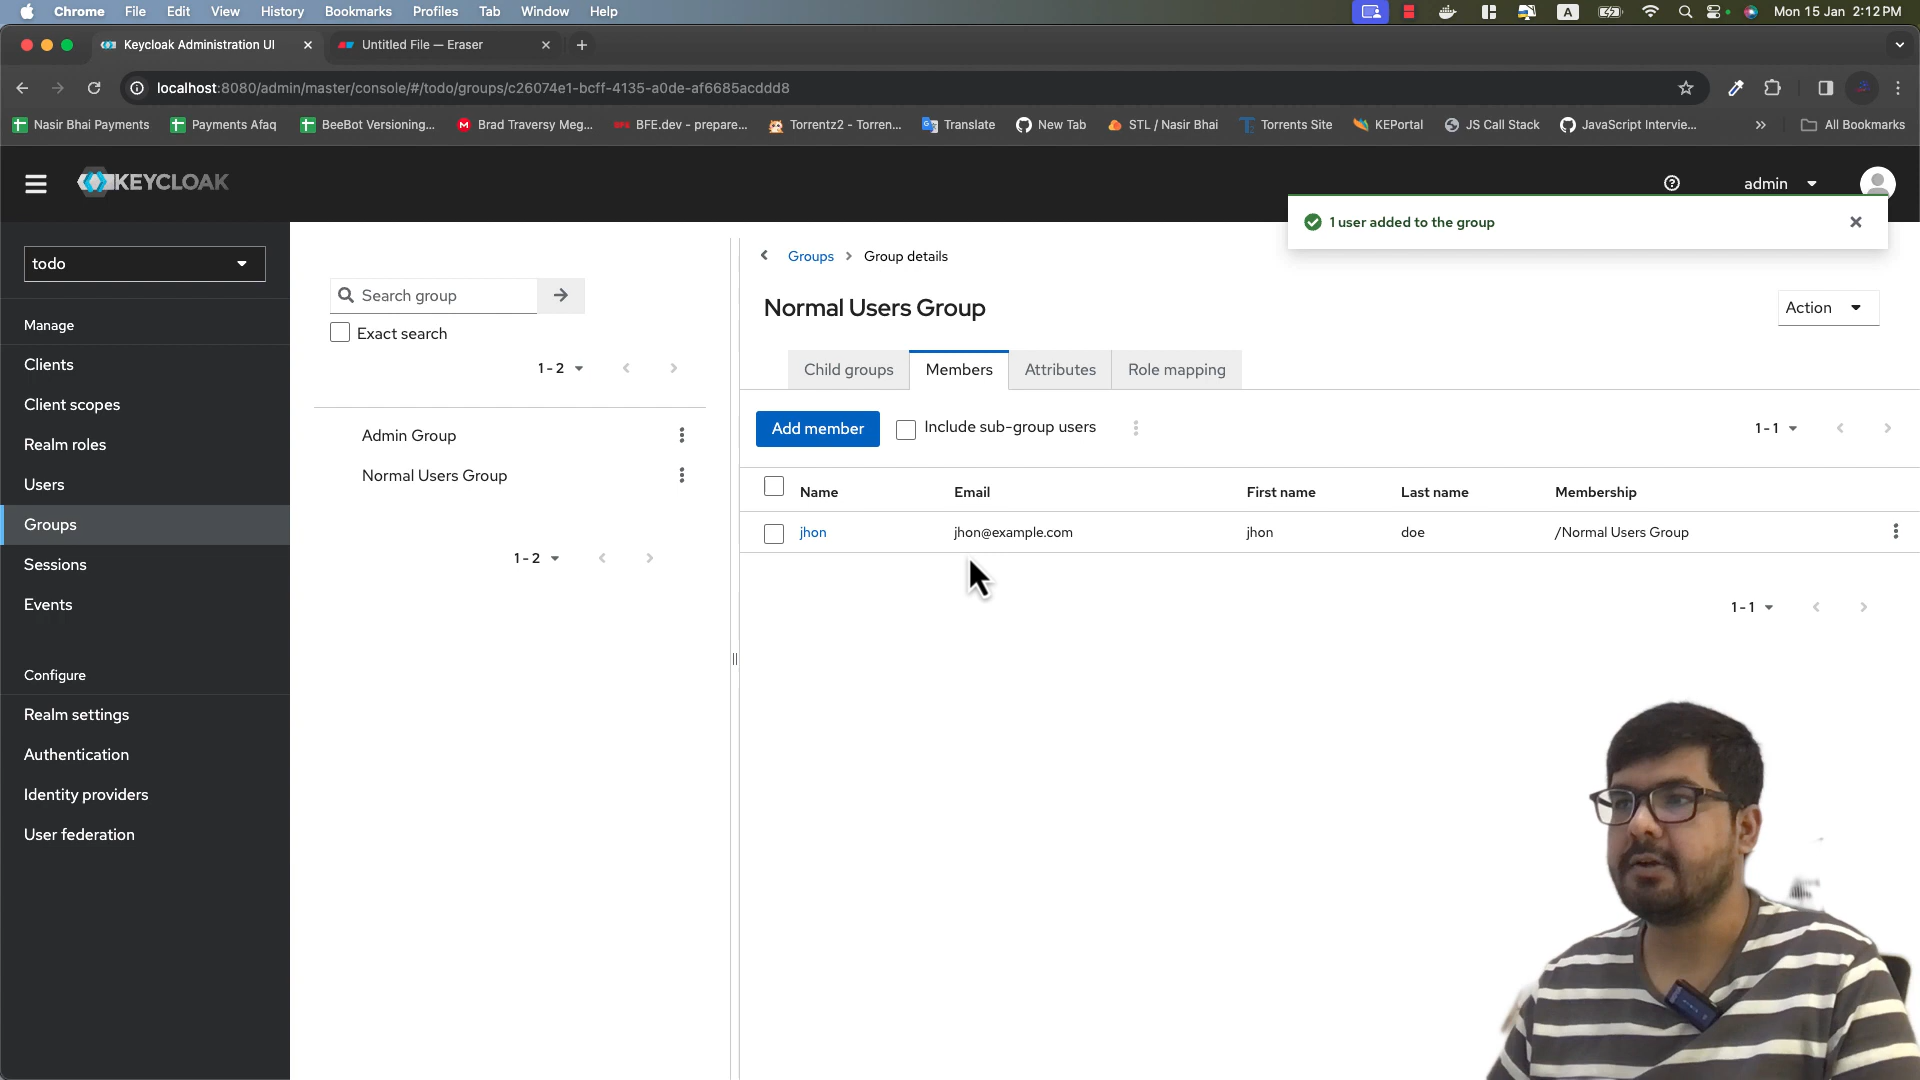 Chrome File Edit View History Bookmarks Profiles Tab Window Help
A
Mon 15 Jan 2:12 PM
Keycloak Administration UI
Untitled File — Eraser
localhost:8080/admin/master/console/#/todo/groups/c26074e1-bcff-4135-a0de-af6685acddd8
Nasir Bhai Payments
Payments Afaq
BeeBot Versioning...
Brad Traversy Meg...
BFE.dev - prepare...
Torrentz2 - Torren...
Translate
New Tab
STL / Nasir Bhai
Torrents Site
KEPortal
JS Call Stack
JavaScript Intervie...
All Bookmarks
KEYCLOAK
admin
1 user added to the group
todo
Manage
Clients
Client scopes
Realm roles
Users
Groups
Sessions
Events
Configure
Realm settings
Authentication
Identity providers
User federation
Search group
Exact search
1 - 2
Admin Group
Normal Users Group
1 - 2
Groups > Group details
Normal Users Group
Action
Child groups
Members
Attributes
Role mapping
Add member
Include sub-group users
1 - 1
Name Email First name Last name Membership
jhon jhon@example.com jhon doe /Normal Users Group
1 - 1